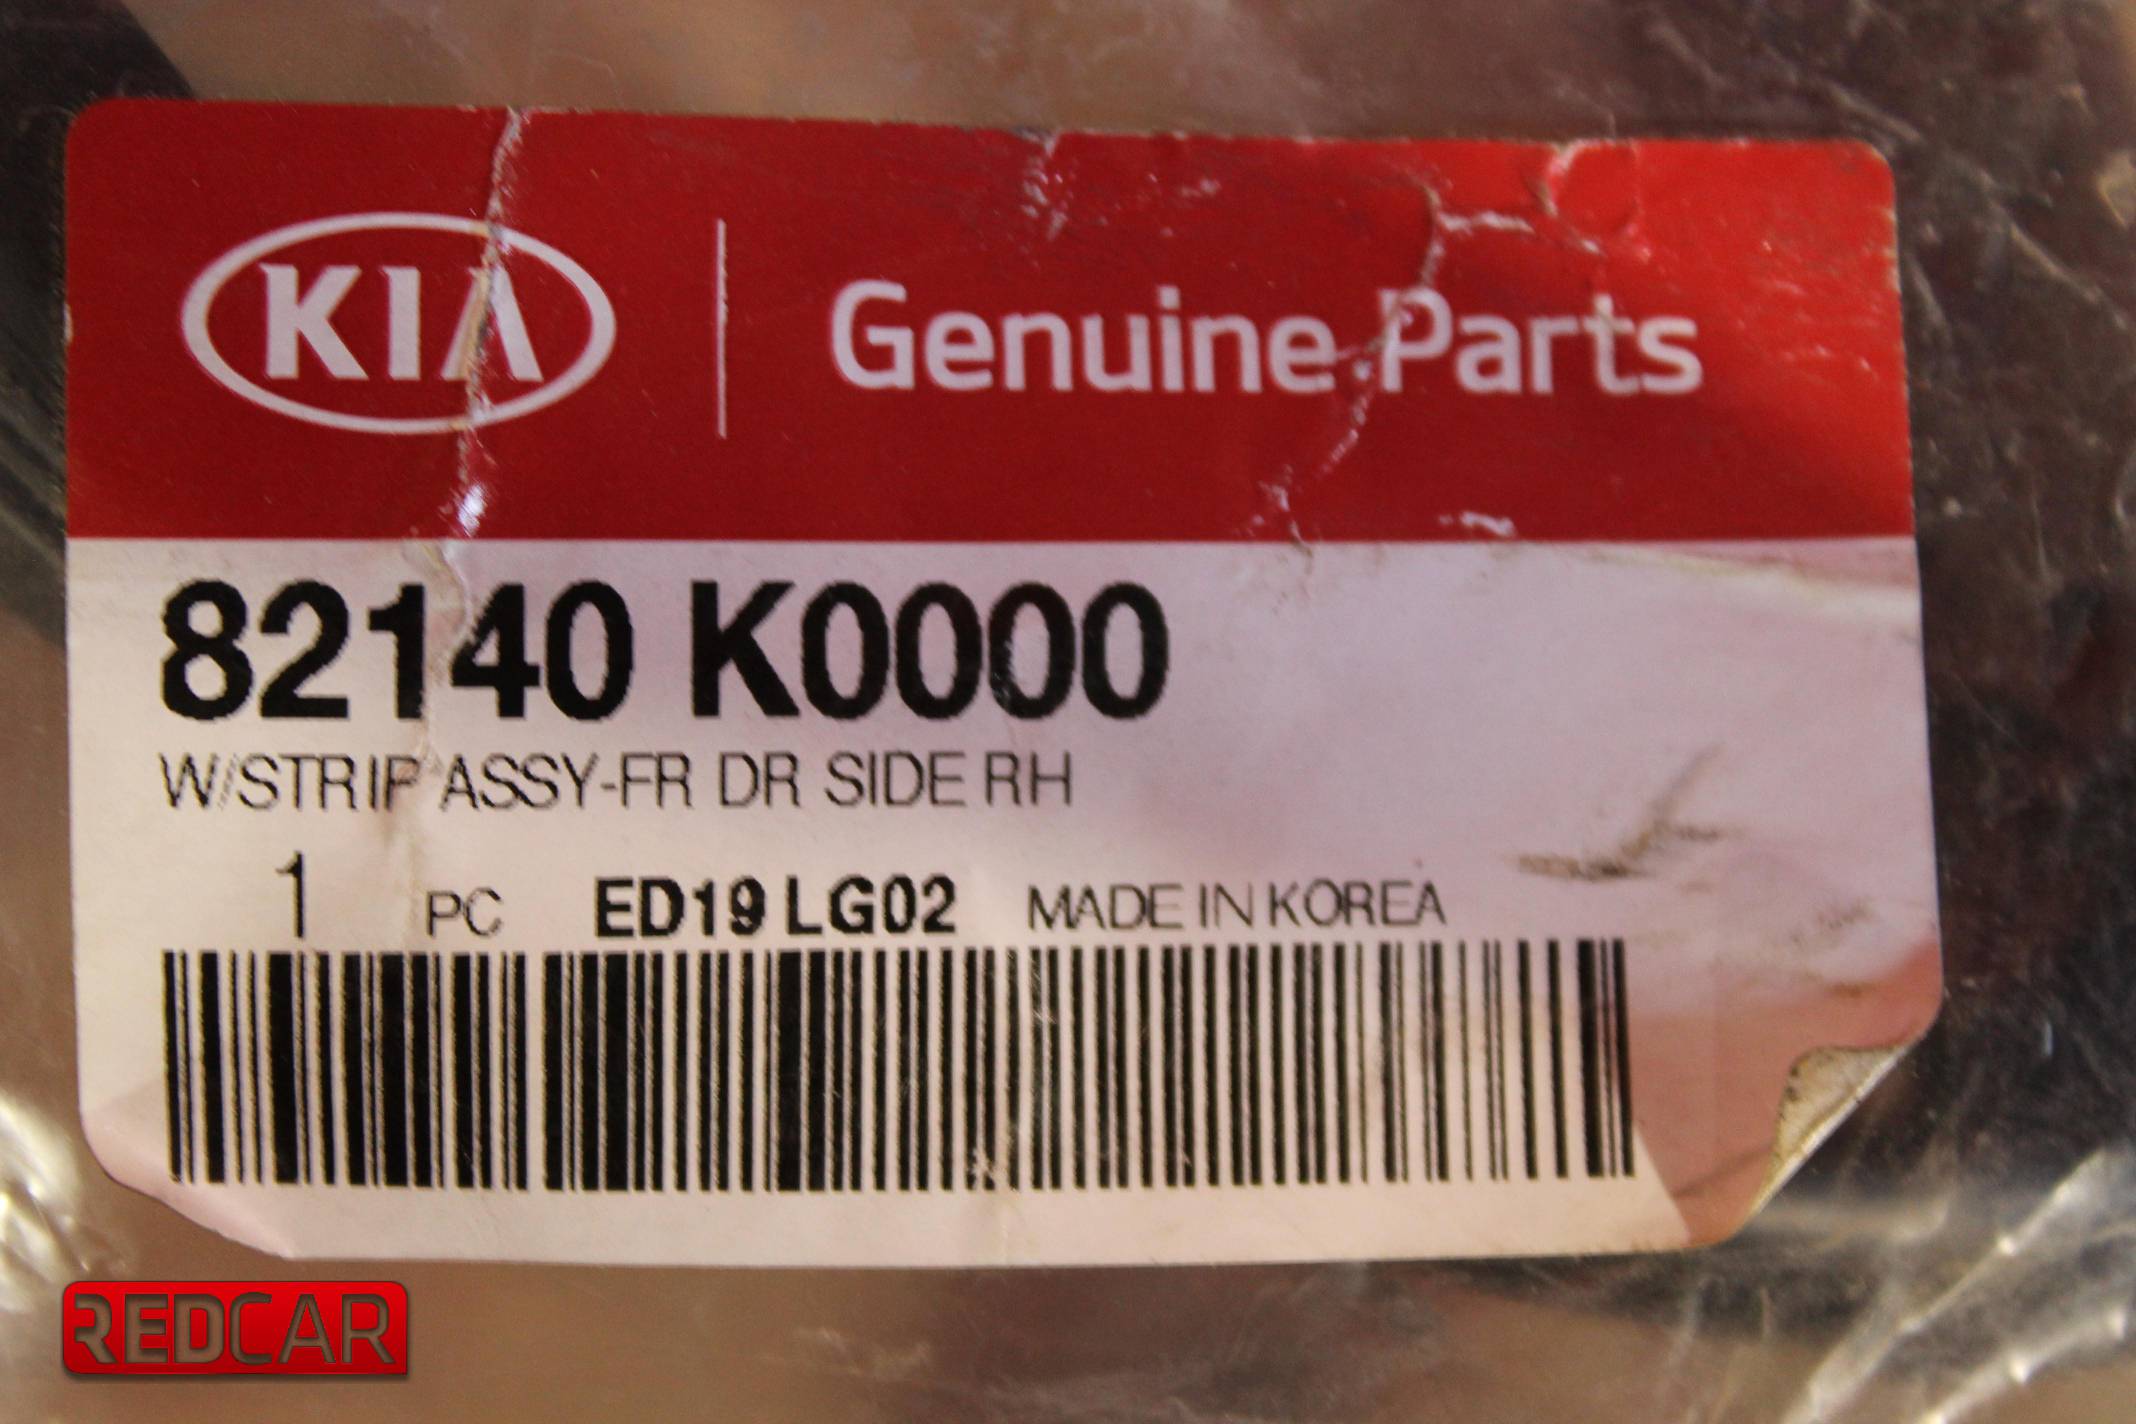 KIA Genuine Parts
82140 K0000
W/STRIP ASSY-FR DR SIDE RH
1 PC ED19 LG02 MADE IN KOREA
REDCAR